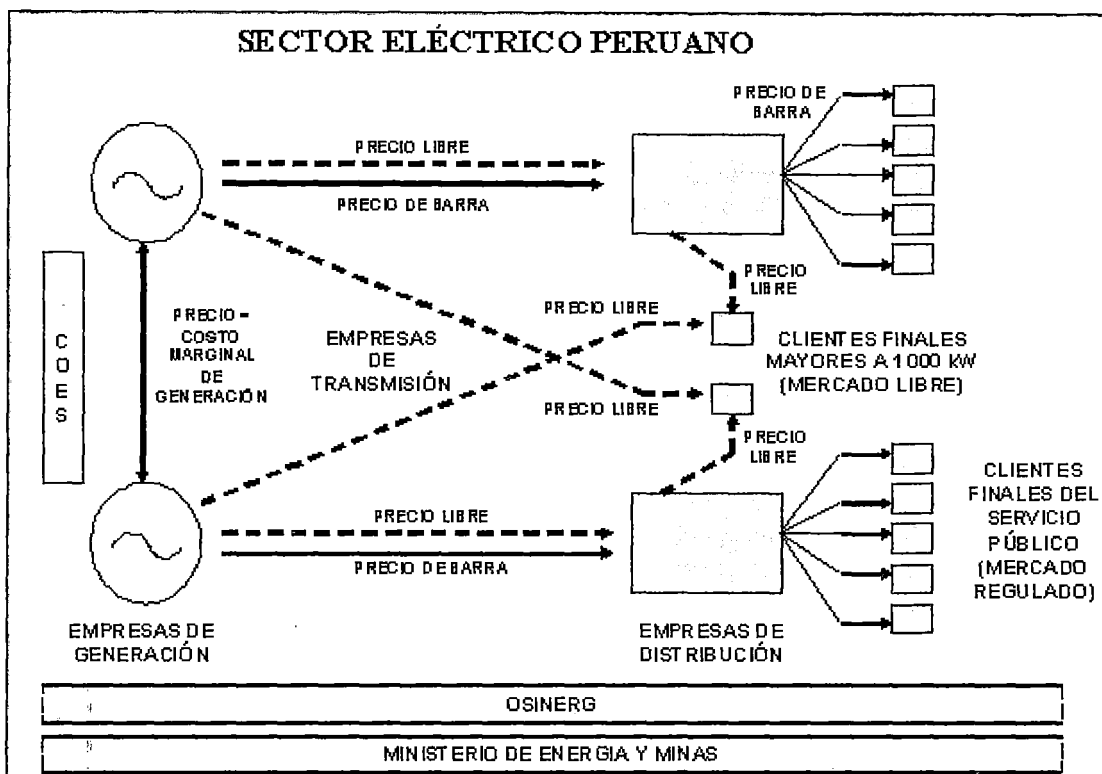 SECTOR ELÉCTRICO PERUANO
PRECIO DE
BARRA
PRECIO LIBRE
PRECIO DE BARRA
PRECIO
LIBRE
C
O
E
S
PRECIO =
COSTO
MARGINAL
DE
GENERACIÓN
EMPRESAS
DE
TRANSMISIÓN
PRECIO LIBRE
PRECIO LIBRE
CLIENTES FINALES
MAYORES A 1000 KW
(MERCADO LIBRE)
PRECIO
LIBRE
PRECIO LIBRE
PRECIO DE BARRA
CLIENTES
FINALES DEL
SERVICIO
PÚBLICO
(MERCADO
REGULADO)
EMPRESAS DE
GENERACIÓN
EMPRESAS DE
DISTRIBUCIÓN
OSINERG
MINISTERIO DE ENERGIA Y MINAS